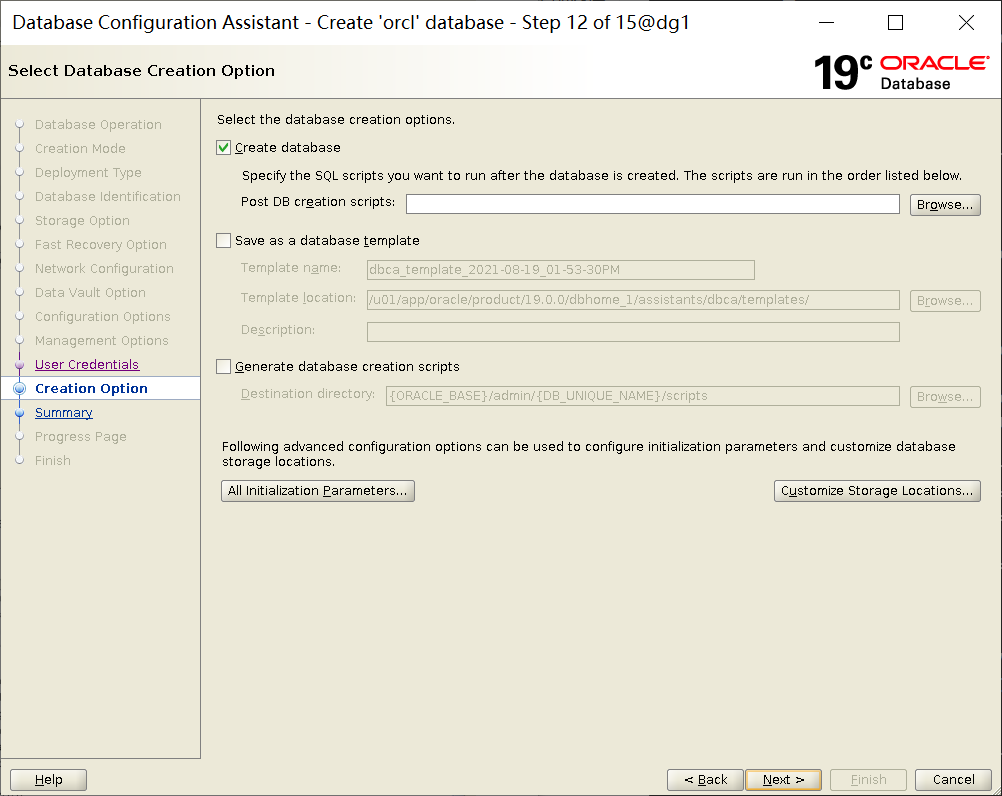 Database Configuration Assistant - Create 'orcl' database - Step 12 of 15@dg1
Select Database Creation Option
19c ORACLE
Database
Database Operation
Creation Mode
Deployment Type
Database Identification
Storage Option
Fast Recovery Option
Network Configuration
Data Vault Option
Configuration Options
Management Options
User Credentials
Creation Option
Summary
Progress Page
Finish
Select the database creation options.
Create database
Specify the SQL scripts you want to run after the database is created. The scripts are run in the order listed below.
Post DB creation scripts:
Browse...
Save as a database template
Template name: dbca_template_2021-08-19_01-53-30PM
Template location: /u01/app/oracle/product/19.0.0/dbhome_1/assistants/dbca/templates/ Browse...
Description:
Generate database creation scripts
Destination directory: {ORACLE_BASE}/admin/{DB_UNIQUE_NAME}/scripts Browse...
Following advanced configuration options can be used to configure initialization parameters and customize database
storage locations.
All Initialization Parameters... Customize Storage Locations...
Help < Back Next > Finish Cancel